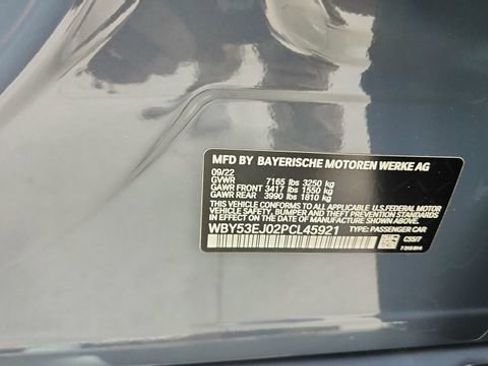 MFD BY BAYERISCHE MOTOREN WERKE AG
09/22
GVWR 7165 lbs 3250 kg
GAWR FRONT 3417 lbs 1550 kg
GAWR REAR 3990 lbs 1810 kg
THIS VEHICLE CONFORMS TO ALL APPLICABLE U.S. FEDERAL MOTOR
VEHICLE SAFETY, BUMPER, AND THEFT PREVENTION STANDARDS
IN EFFECT ON THE DATE OF MANUFACTURE SHOWN ABOVE.
WBY53EJ02PCL45921 TYPE: PASSENGER CAR